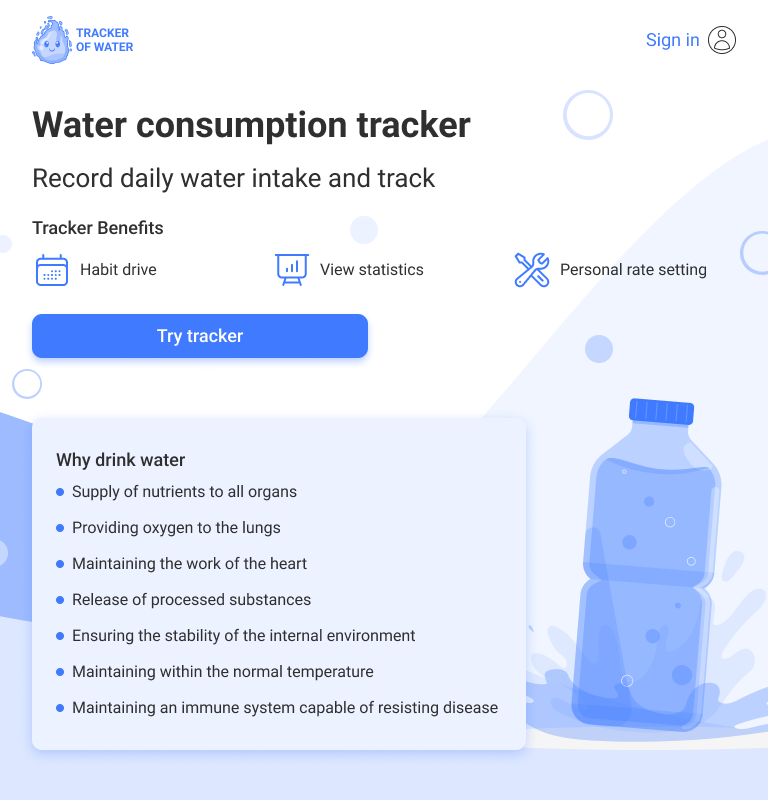 TRACKER
OF WATER
Sign in
Water consumption tracker
Record daily water intake and track
Tracker Benefits
Habit drive
View statistics
Personal rate setting
Try tracker
Why drink water
Supply of nutrients to all organs
Providing oxygen to the lungs
Maintaining the work of the heart
Release of processed substances
Ensuring the stability of the internal environment
Maintaining within the normal temperature
Maintaining an immune system capable of resisting disease